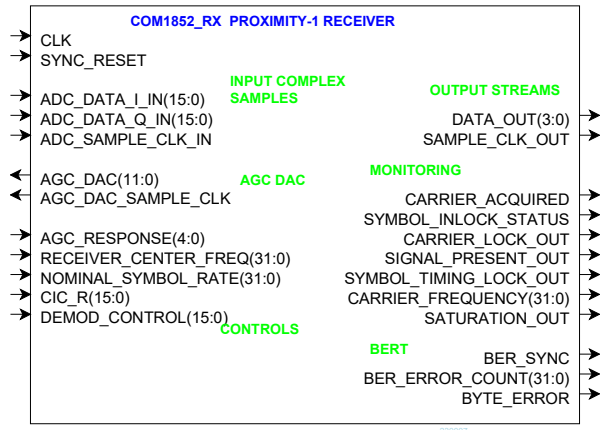 COM1852_RX PROXIMITY-1 RECEIVER
CLK
SYNC_RESET
INPUT COMPLEX
SAMPLES
ADC_DATA_I_IN(15:0)
ADC_DATA_Q_IN(15:0)
ADC_SAMPLE_CLK_IN
AGC_DAC(11:0)
AGC DAC
AGC_DAC_SAMPLE_CLK
AGC_RESPONSE(4:0)
RECEIVER_CENTER_FREQ(31:0)
NOMINAL_SYMBOL_RATE(31:0)
CIC_R(15:0)
DEMOD_CONTROL(15:0)
CONTROLS
OUTPUT STREAMS
DATA_OUT(3:0)
SAMPLE_CLK_OUT
MONITORING
CARRIER_ACQUIRED
SYMBOL_INLOCK_STATUS
CARRIER_LOCK_OUT
SIGNAL_PRESENT_OUT
SYMBOL_TIMING_LOCK_OUT
CARRIER_FREQUENCY(31:0)
SATURATION_OUT
BERT
BER_SYNC
BER_ERROR_COUNT(31:0)
BYTE_ERROR